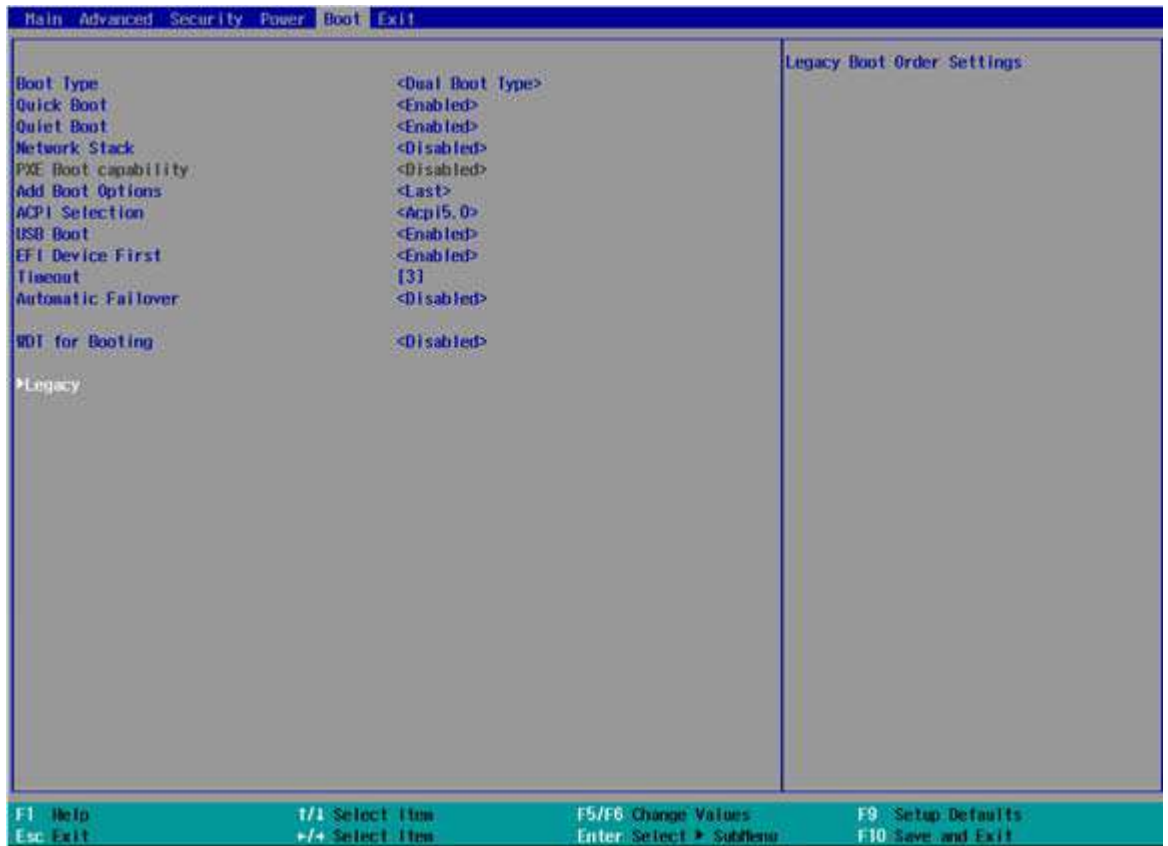 Main Advanced Security Power Boot Exit
Legacy Boot Order Settings
Boot Type <Dual Boot Type>
Quick Boot <Enabled>
Quiet Boot <Enabled>
Network Stack <Disabled>
PXE Boot capability <Disabled>
Add Boot Options <Last>
ACPI Selection <Acpi5.0>
USB Boot <Enabled>
EFI Device First <Enabled>
Timeout [3]
Automatic Failover <Disabled>
WDT for Booting <Disabled>
▶Legacy
F1 Help ↑/↓ Select Item F5/F6 Change Values F9 Setup Defaults
Esc Exit ←/→ Select Item Enter Select ▶ SubMenu F10 Save and Exit